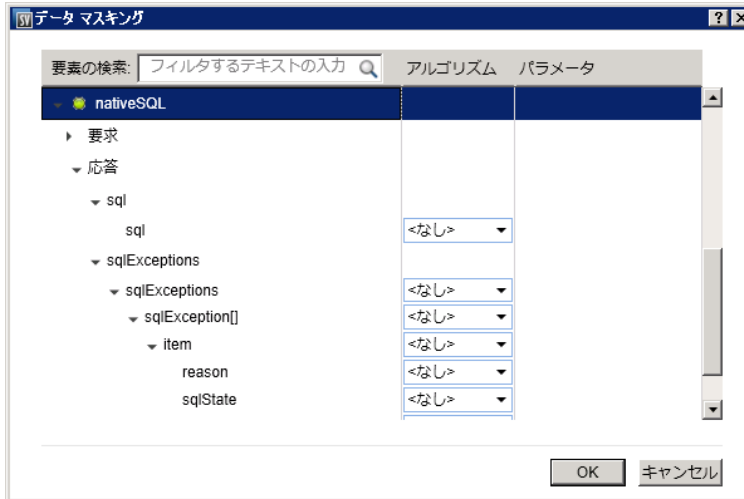 SV データ マスキング ? X
要素の検索: フィルタするテキストの入力 アルゴリズム パラメータ
nativeSQL
要求
応答
sql
sql <なし>
sqlExceptions
sqlExceptions <なし>
sqlException[] <なし>
item <なし>
reason <なし>
sqlState <なし>
OK キャンセル